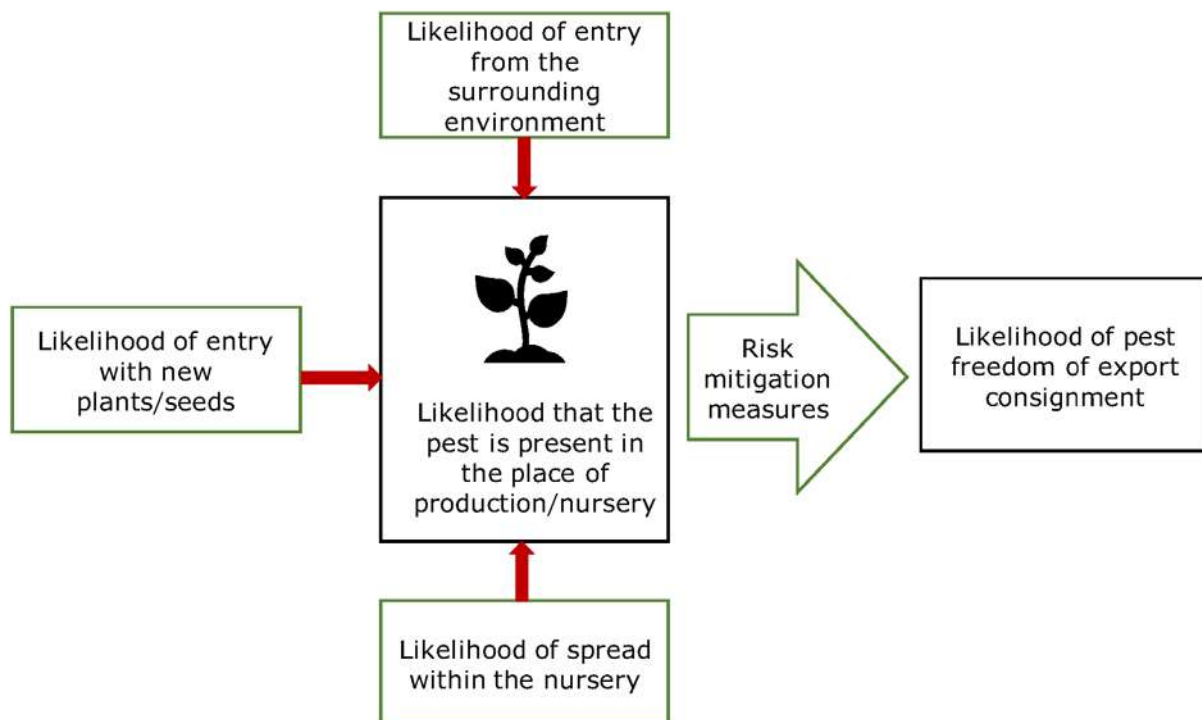 Likelihood of entry
from the
surrounding
environment
Likelihood of entry
with new
plants/seeds
Likelihood that the
pest is present in
the place of
production/nursery
Risk
mitigation
measures
Likelihood of pest
freedom of export
consignment
Likelihood of spread
within the nursery